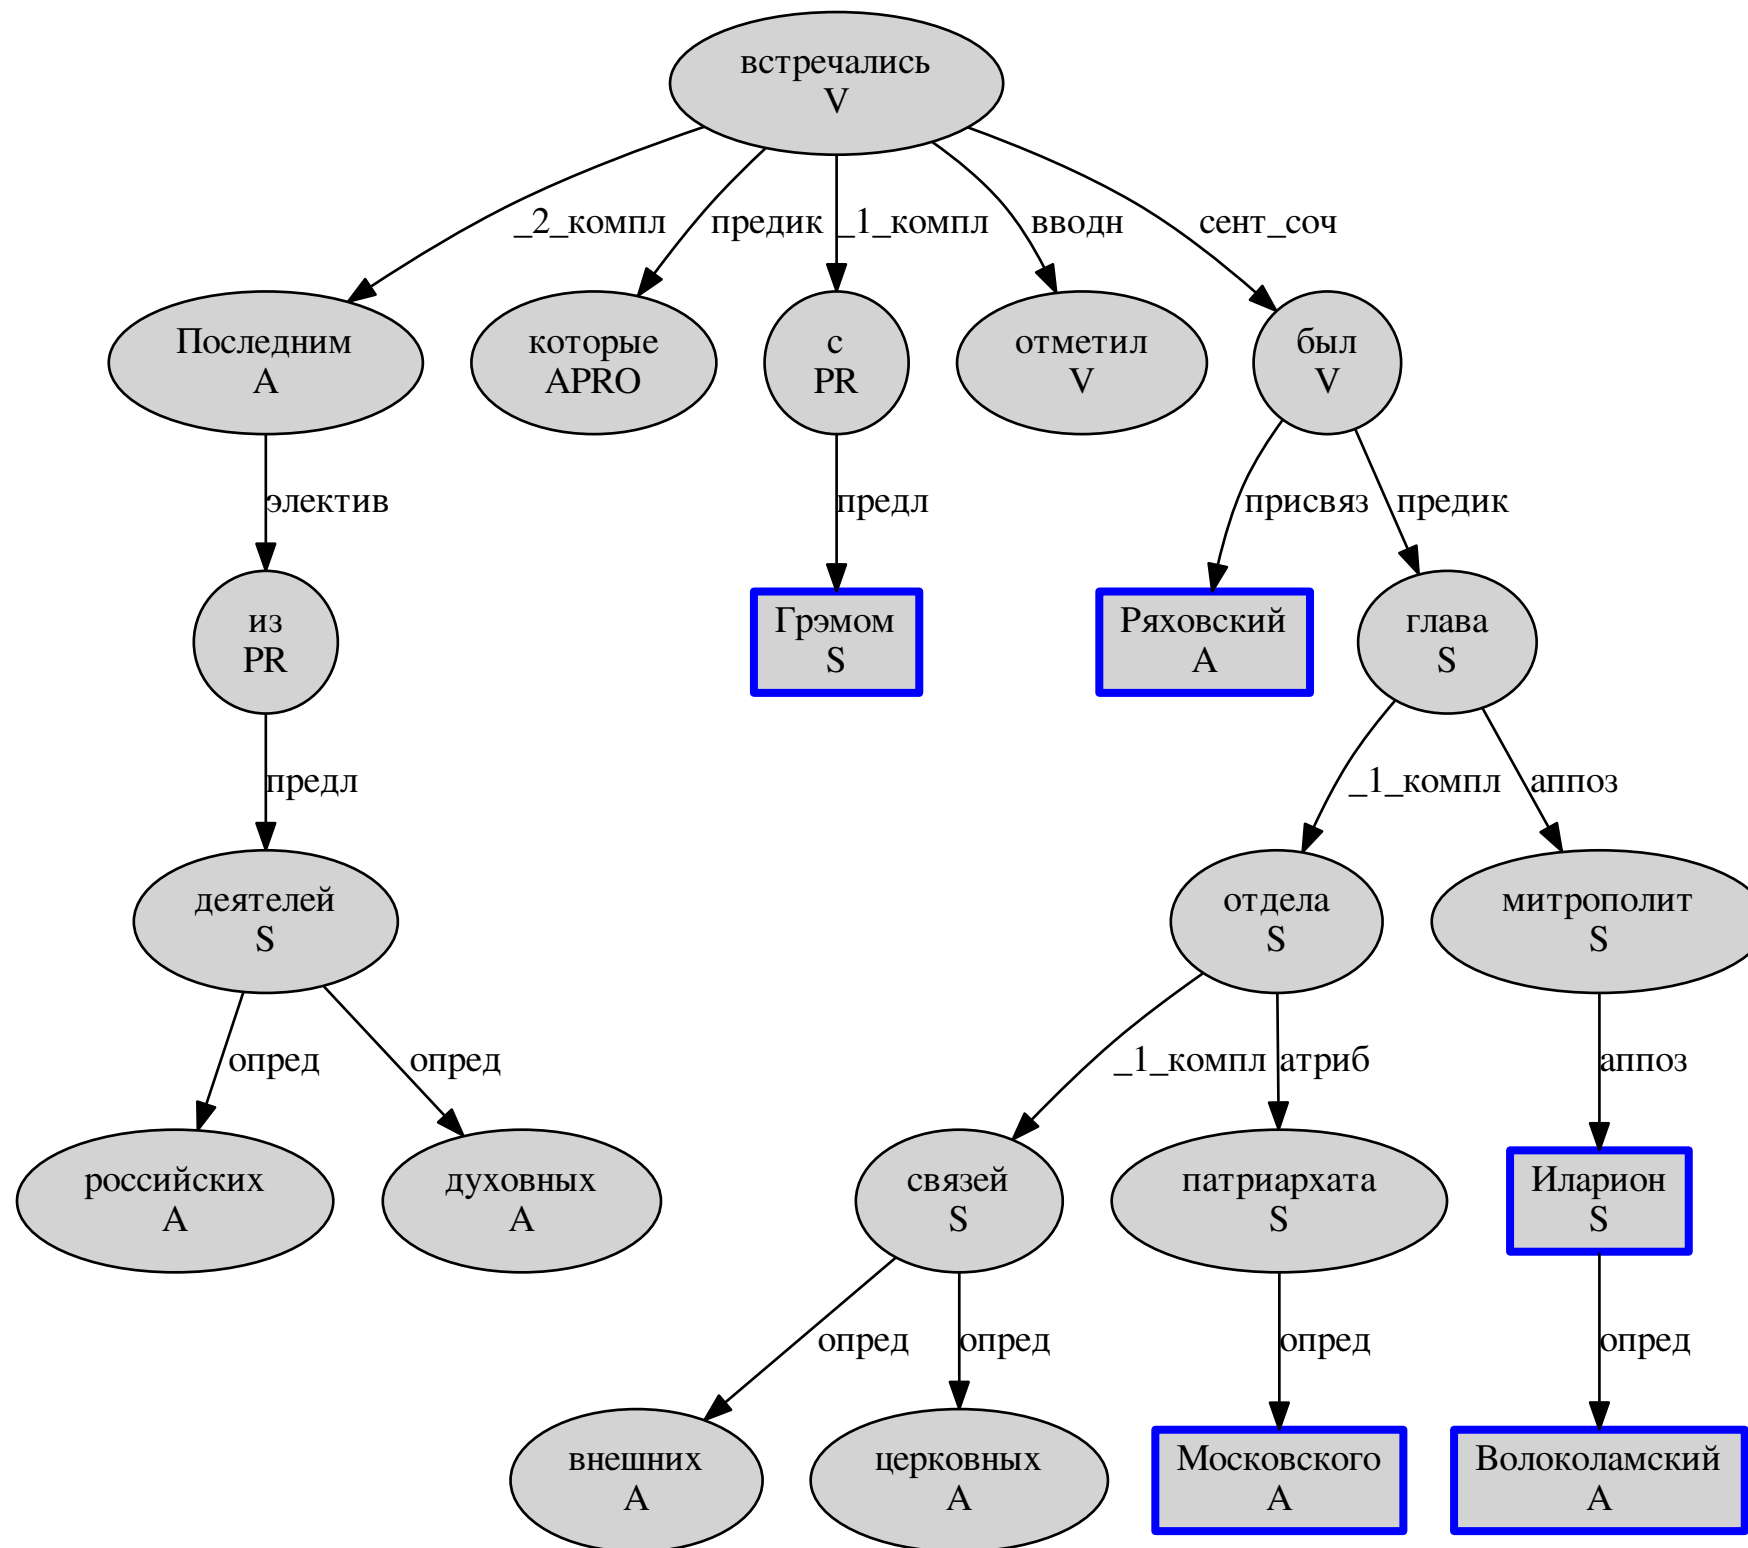 встречались
V
_2_компл
предик
_1_компл
вводн
сент_соч
Последним
A
которые
APRO
с
PR
отметил
V
был
V
электив
предл
присвяз
предик
из
PR
Грэмом
S
Ряховский
A
глава
S
предл
_1_компл
аппоз
деятелей
S
отдела
S
митрополит
S
опред
опред
_1_компл
атриб
аппоз
российских
A
духовных
A
связей
S
патриархата
S
Иларион
S
опред
опред
опред
опред
внешних
A
церковных
A
Московского
A
Волоколамский
A